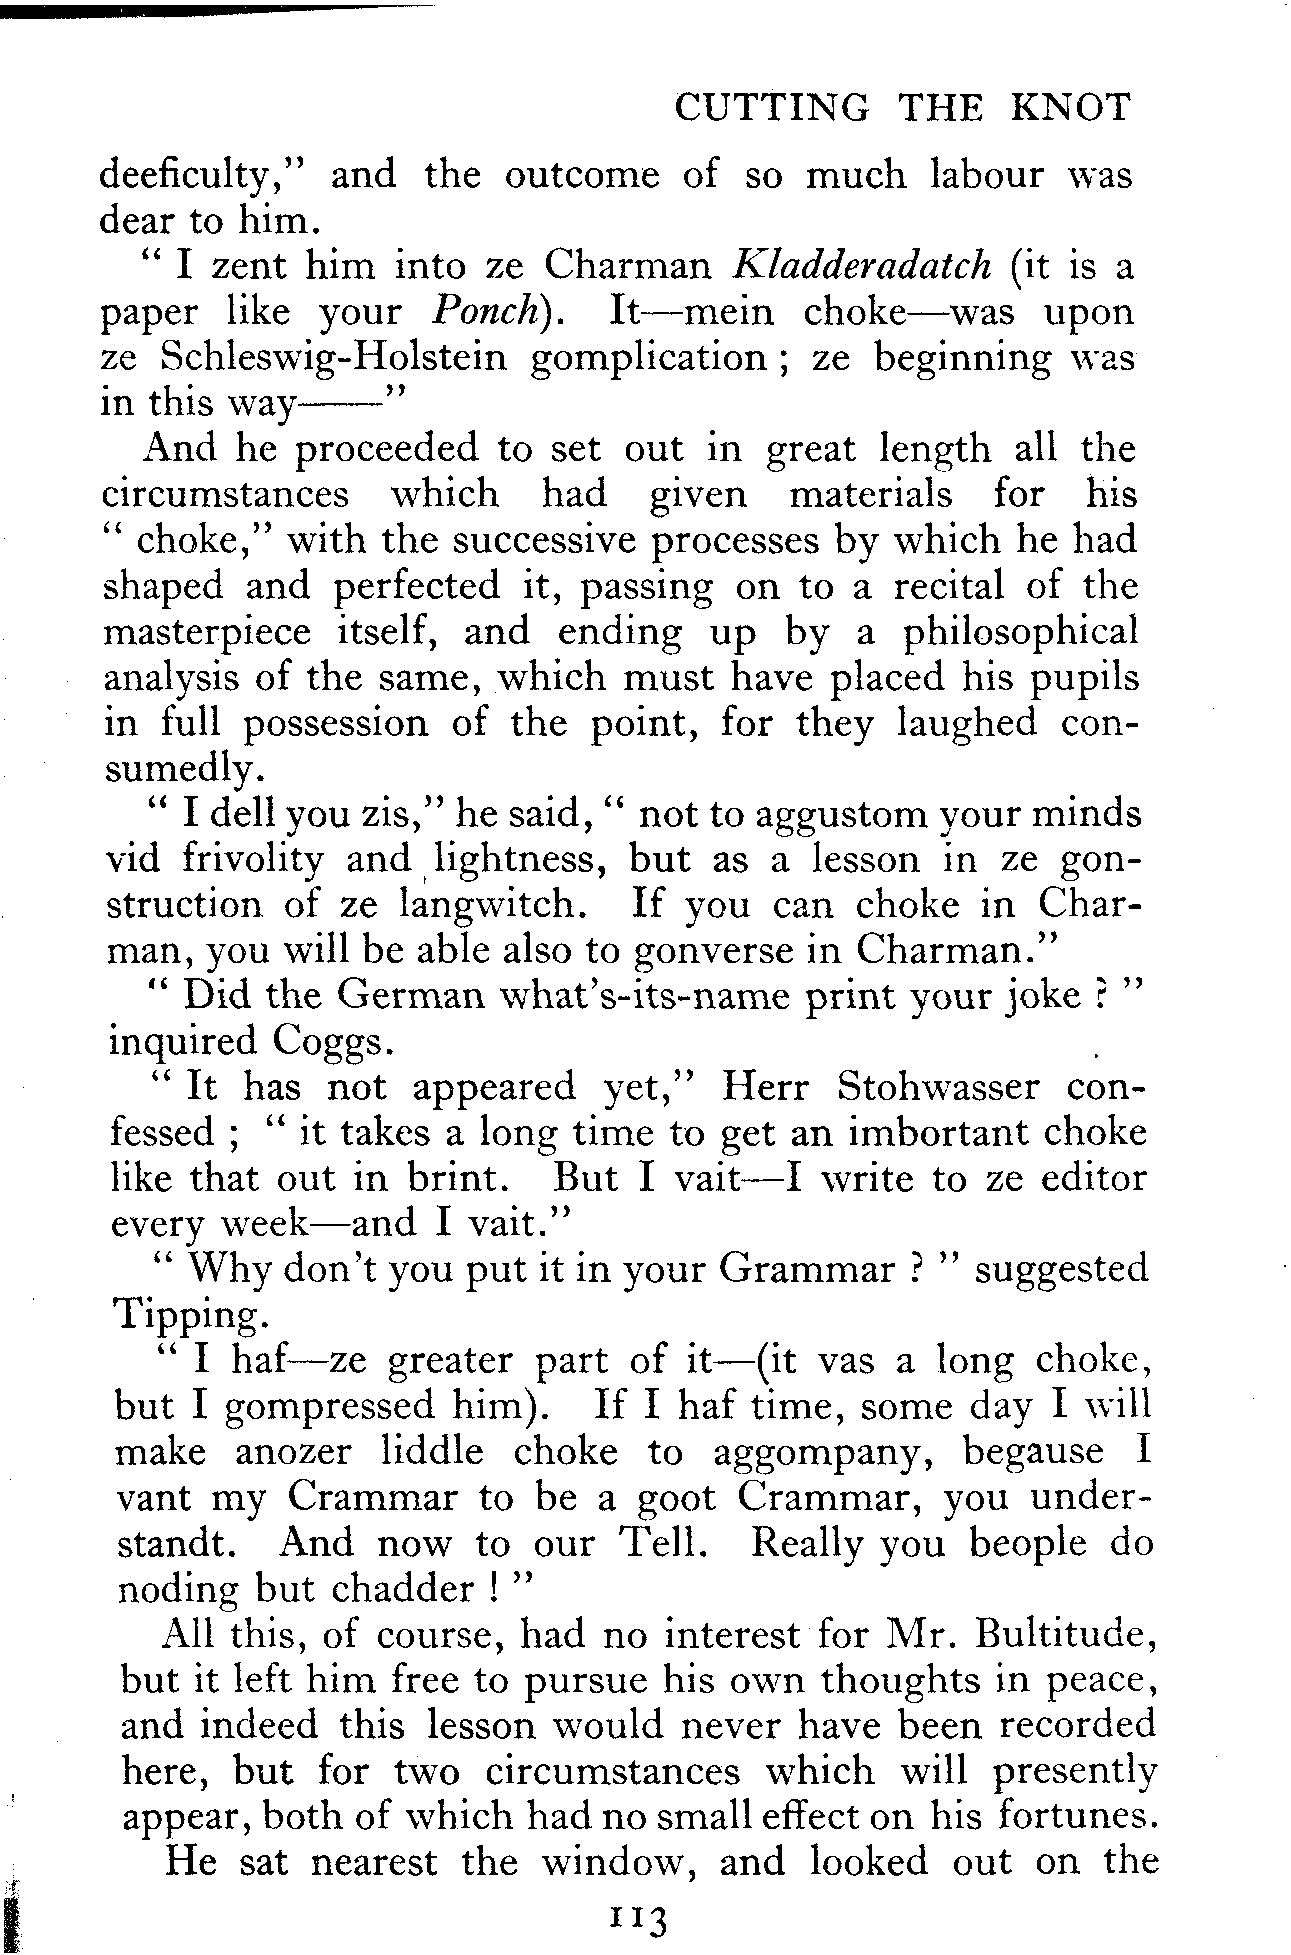 CUTTING THE KNOT
deeficulty,” and the outcome of so much labour was
dear to him.
“ I zent him into ze Charman Kladderadatch (it is a
paper like your Ponch). It—mein choke—was upon
ze Schleswig-Holstein gomplication ; ze beginning was
in this way——”
And he proceeded to set out in great length all the
circumstances which had given materials for his
“ choke,” with the successive processes by which he had
shaped and perfected it, passing on to a recital of the
masterpiece itself, and ending up by a philosophical
analysis of the same, which must have placed his pupils
in full possession of the point, for they laughed con-
sumedly.
“ I dell you zis,” he said, “ not to aggustom your minds
vid frivolity and lightness, but as a lesson in ze gon-
struction of ze langwitch. If you can choke in Char-
man, you will be able also to gonverse in Charman.”
“ Did the German what's-its-name print your joke ? ”
inquired Coggs.
“ It has not appeared yet,” Herr Stohwasser con-
fessed ; “ it takes a long time to get an imbortant choke
like that out in brint. But I vait—I write to ze editor
every week—and I vait.”
“ Why don't you put it in your Grammar ? ” suggested
Tipping.
“ I haf—ze greater part of it—(it vas a long choke,
but I gompressed him). If I haf time, some day I will
make anozer liddle choke to aggompany, begause I
vant my Crammar to be a goot Crammar, you under-
standt. And now to our Tell. Really you beople do
noding but chadder ! ”
All this, of course, had no interest for Mr. Bultitude,
but it left him free to pursue his own thoughts in peace,
and indeed this lesson would never have been recorded
here, but for two circumstances which will presently
appear, both of which had no small effect on his fortunes.
He sat nearest the window, and looked out on the
113